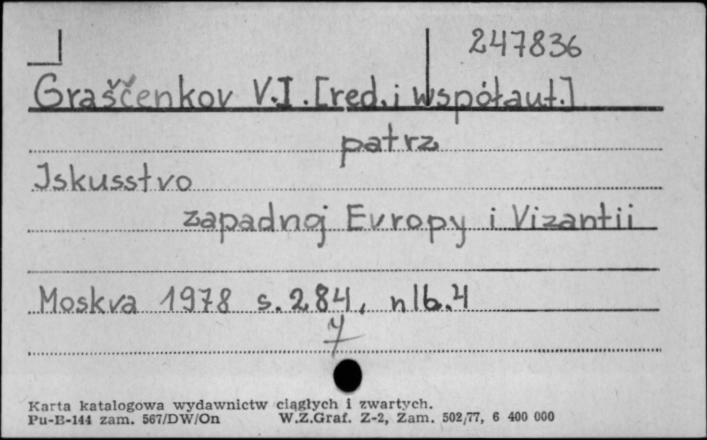 247836
Graščenkov V.I. [red. i współaut.]
patrz
Iskusstvo
zapadnoj Evropy i Vizantii
Moskva 1978 s. 284, nlb. 4
Karta katalogowa wydawnictw ciągłych i zwartych.
Pu-B-144 zam. 567/DW/On W.Z.Graf. Z-2, Zam. 502/77, 6 400 000